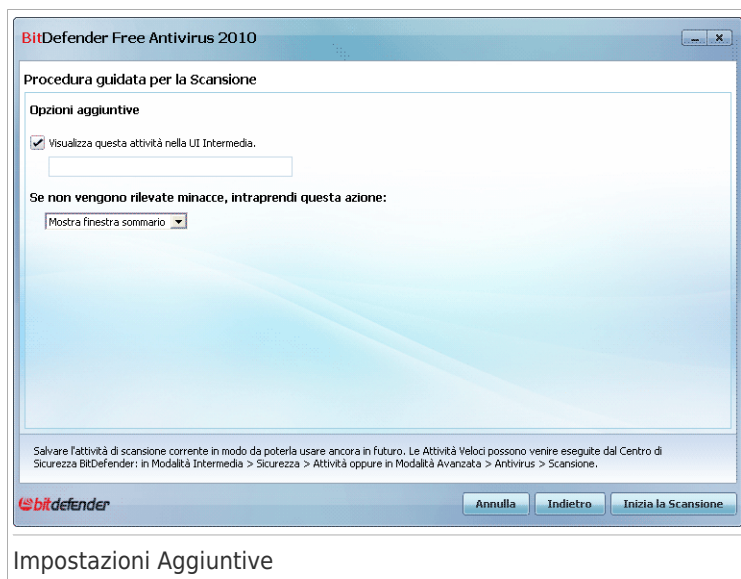 BitDefender Free Antivirus 2010
Procedura guidata per la Scansione
Opzioni aggiuntive
Visualizza questa attività nella UI Intermedia.
Se non vengono rilevate minacce, intraprendi questa azione:
Mostra finestra sommario
Salvare l'attività di scansione corrente in modo da poterla usare ancora in futuro. Le Attività Veloci possono venire eseguite dal Centro di
Sicurezza BitDefender: in Modalità Intermedia > Sicurezza > Attività oppure in Modalità Avanzata > Antivirus > Scansione.
bitdefender
Annulla
Indietro
Inizia la Scansione
Impostazioni Aggiuntive